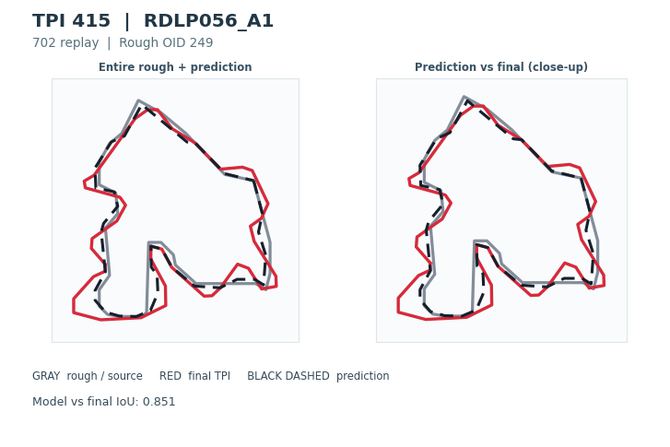 TPI 415 | RDLP056_A1
702 replay | Rough OID 249
Entire rough + prediction
Prediction vs final (close-up)
GRAY rough / source RED final TPI BLACK DASHED prediction
Model vs final IoU: 0.851